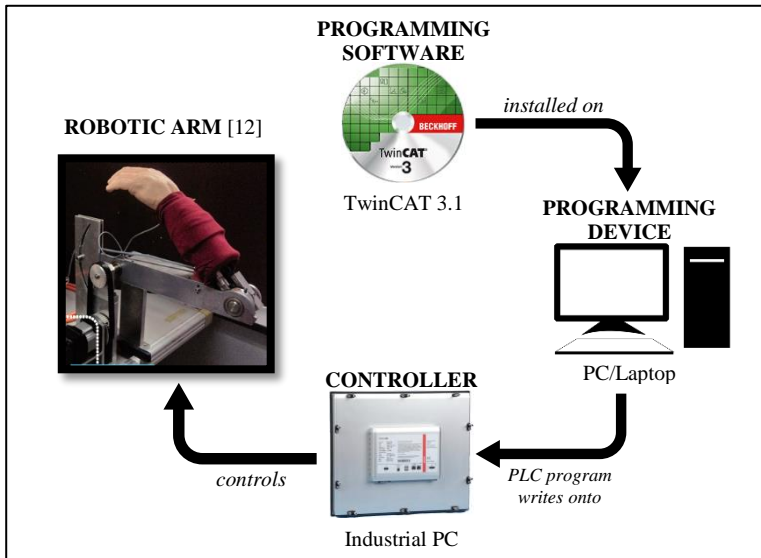 PROGRAMMING
SOFTWARE
installed on
ROBOTIC ARM [12]
BECKHOFF
TwinCAT®
3
TwinCAT 3.1
PROGRAMMING
DEVICE
PC/Laptop
CONTROLLER
controls
PLC program
writes onto
Industrial PC